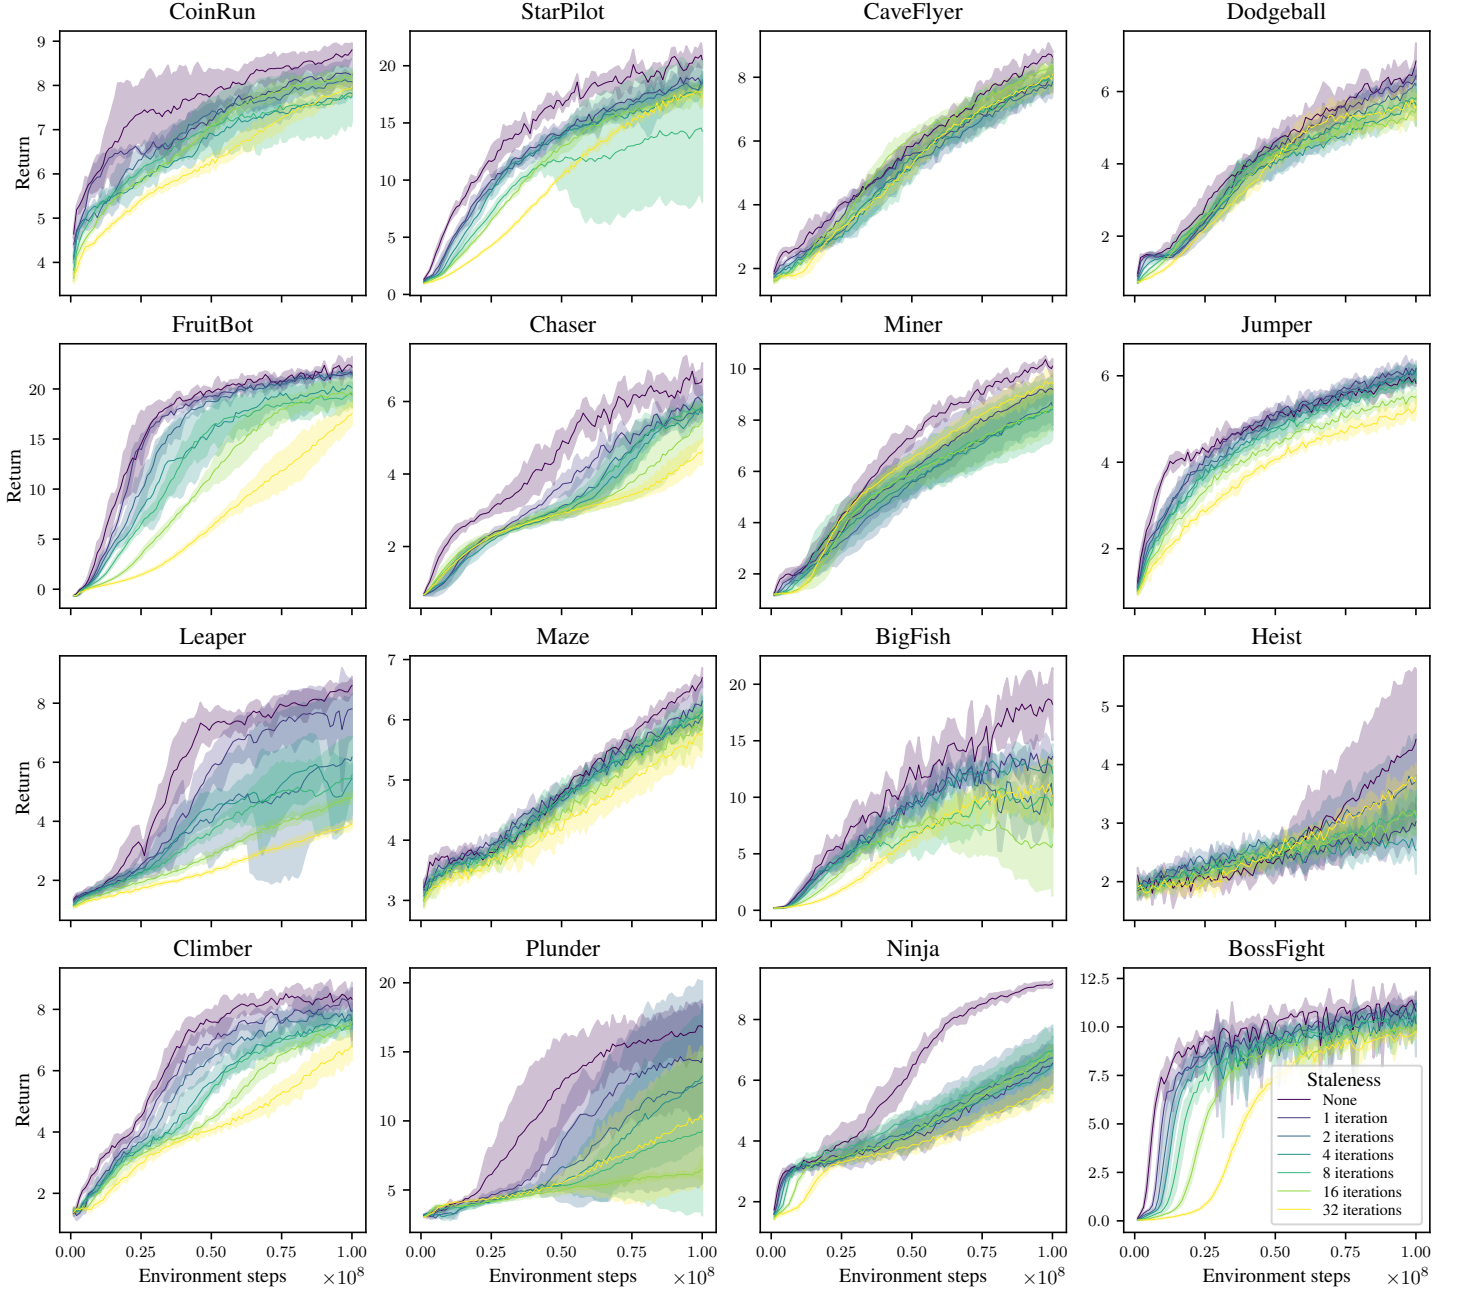 CoinRun
StarPilot
CaveFlyer
Dodgeball
Return
9
8
7
6
5
4
20
15
10
5
0
8
6
4
2
6
4
2
FruitBot
Chaser
Miner
Jumper
Return
20
15
10
5
0
6
4
2
10
8
6
4
2
6
4
2
Leaper
Maze
BigFish
Heist
Return
8
6
4
2
7
6
5
4
3
20
15
10
5
0
5
4
3
2
Climber
Plunder
Ninja
BossFight
Return
8
6
4
2
20
15
10
5
8
6
4
2
12.5
10.0
7.5
5.0
2.5
0.0
Staleness
None
1 iteration
2 iterations
4 iterations
8 iterations
16 iterations
32 iterations
0.00 0.25 0.50 0.75 1.00
0.00 0.25 0.50 0.75 1.00
0.00 0.25 0.50 0.75 1.00
0.00 0.25 0.50 0.75 1.00
Environment steps ×10⁸
Environment steps ×10⁸
Environment steps ×10⁸
Environment steps ×10⁸